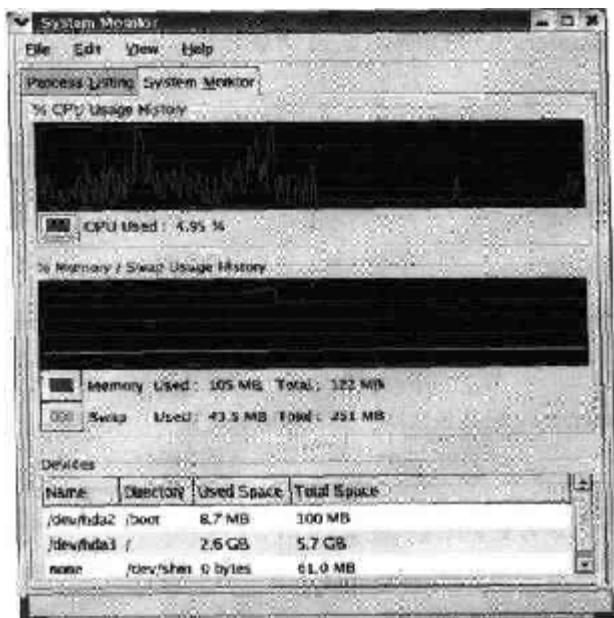 System Monitor
File Edit View Help
Process Listing System Monitor
% CPU Usage History
CPU Used : 4.95 %
% Memory / Swap Usage History
Memory Used : 105 MB Total : 122 MB
Swap Used : 43.5 MB Total : 251 MB
Devices
Name Directory Used Space Total Space
/dev/hda2 /boot 8.7 MB 100 MB
/dev/hda3 / 2.6 GB 5.7 GB
none /dev/shm 0 bytes 61.0 MB